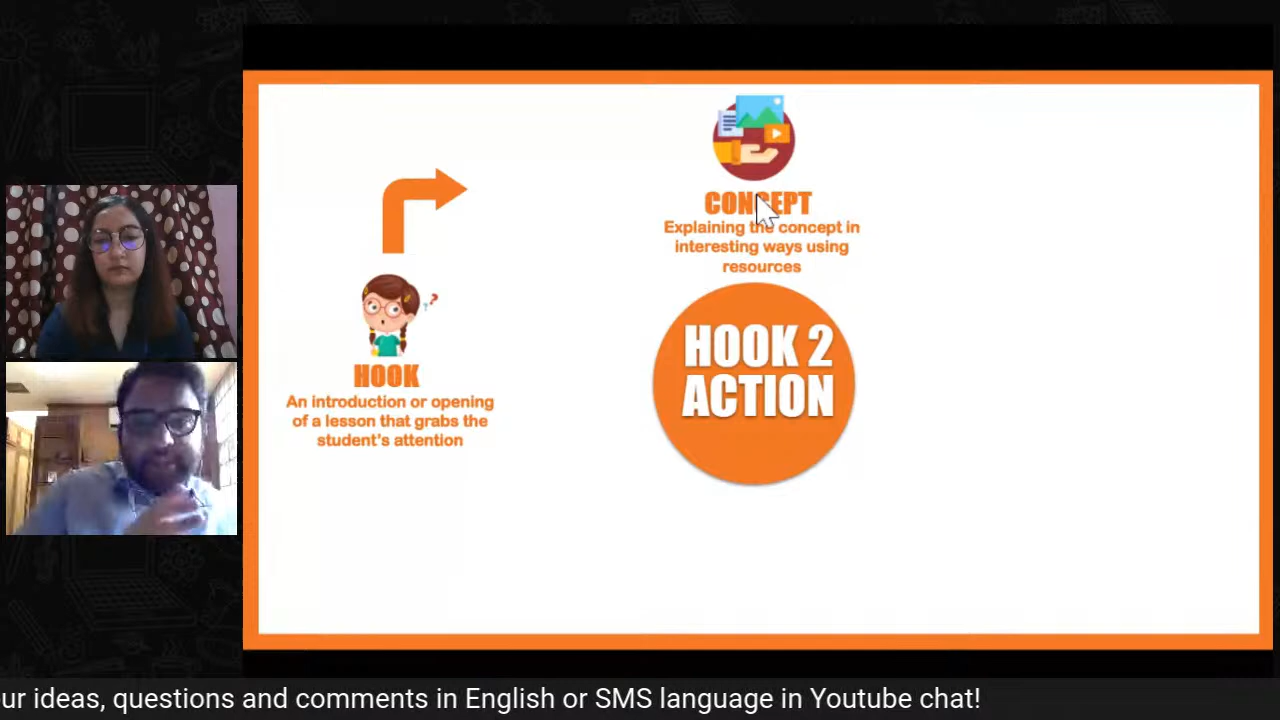 CONCEPT
Explaining the concept in
interesting ways using
resources
HOOK
An introduction or opening
of a lesson that grabs the
student's attention
HOOK 2
ACTION
ur ideas, questions and comments in English or SMS language in Youtube chat!